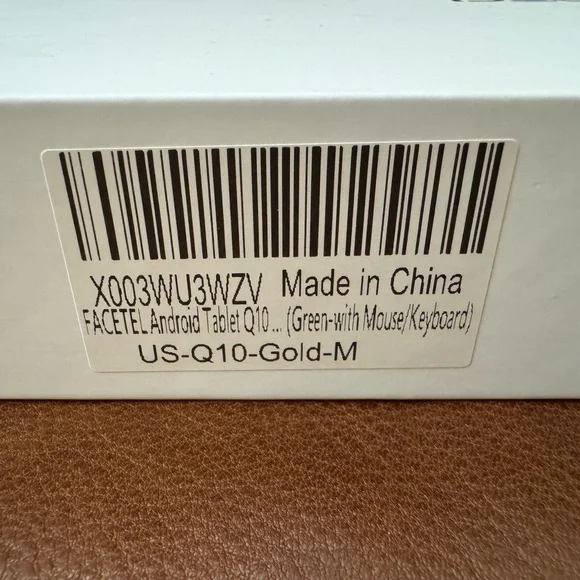 X003WU3WZV Made in China
FACETEL Android Tablet Q10 ... (Green-with Mouse/Keyboard)
US-Q10-Gold-M